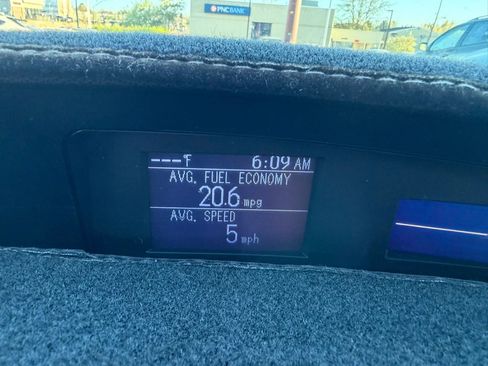 PNC BANK
---°F 6:09 AM
AVG. FUEL ECONOMY
20.6 mpg
AVG. SPEED
5 mph